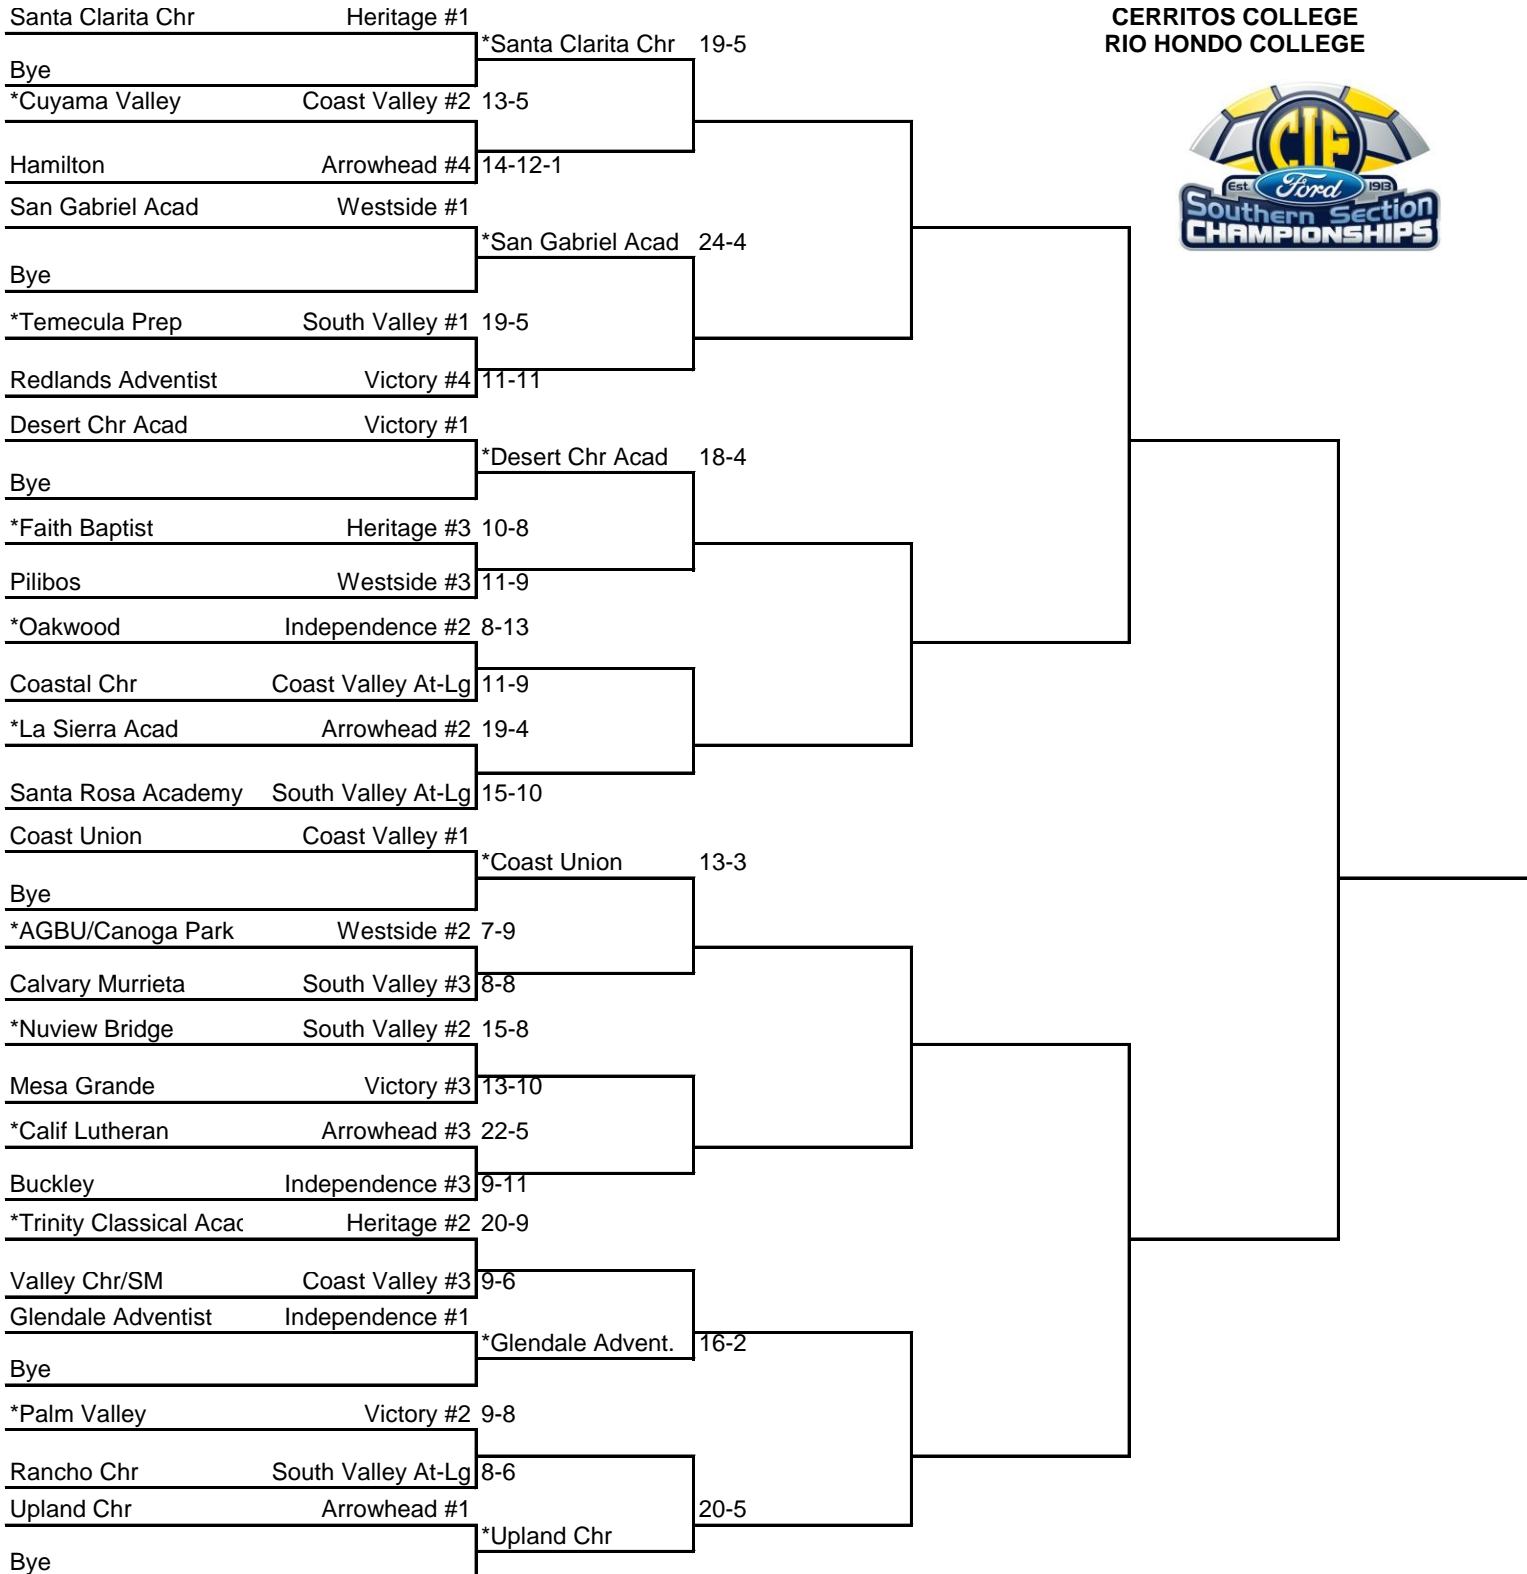 CERRITOS COLLEGE
RIO HONDO COLLEGE
CIF
Est. Ford 1913
Southern Section
CHAMPIONSHIPS
Santa Clarita Chr Heritage #1
*Santa Clarita Chr 19-5
Bye
*Cuyama Valley Coast Valley #2 13-5
Hamilton Arrowhead #4 14-12-1
San Gabriel Acad Westside #1
*San Gabriel Acad 24-4
Bye
*Temecula Prep South Valley #1 19-5
Redlands Adventist Victory #4 11-11
Desert Chr Acad Victory #1
*Desert Chr Acad 18-4
Bye
*Faith Baptist Heritage #3 10-8
Pilibos Westside #3 11-9
*Oakwood Independence #2 8-13
Coastal Chr Coast Valley At-Lg 11-9
*La Sierra Acad Arrowhead #2 19-4
Santa Rosa Academy South Valley At-Lg 15-10
Coast Union Coast Valley #1
*Coast Union 13-3
Bye
*AGBU/Canoga Park Westside #2 7-9
Calvary Murrieta South Valley #3 8-8
*Nuview Bridge South Valley #2 15-8
Mesa Grande Victory #3 13-10
*Calif Lutheran Arrowhead #3 22-5
Buckley Independence #3 9-11
*Trinity Classical Acad Heritage #2 20-9
Valley Chr/SM Coast Valley #3 9-6
Glendale Adventist Independence #1
*Glendale Advent. 16-2
Bye
*Palm Valley Victory #2 9-8
Rancho Chr South Valley At-Lg 8-6
Upland Chr Arrowhead #1 20-5
*Upland Chr
Bye